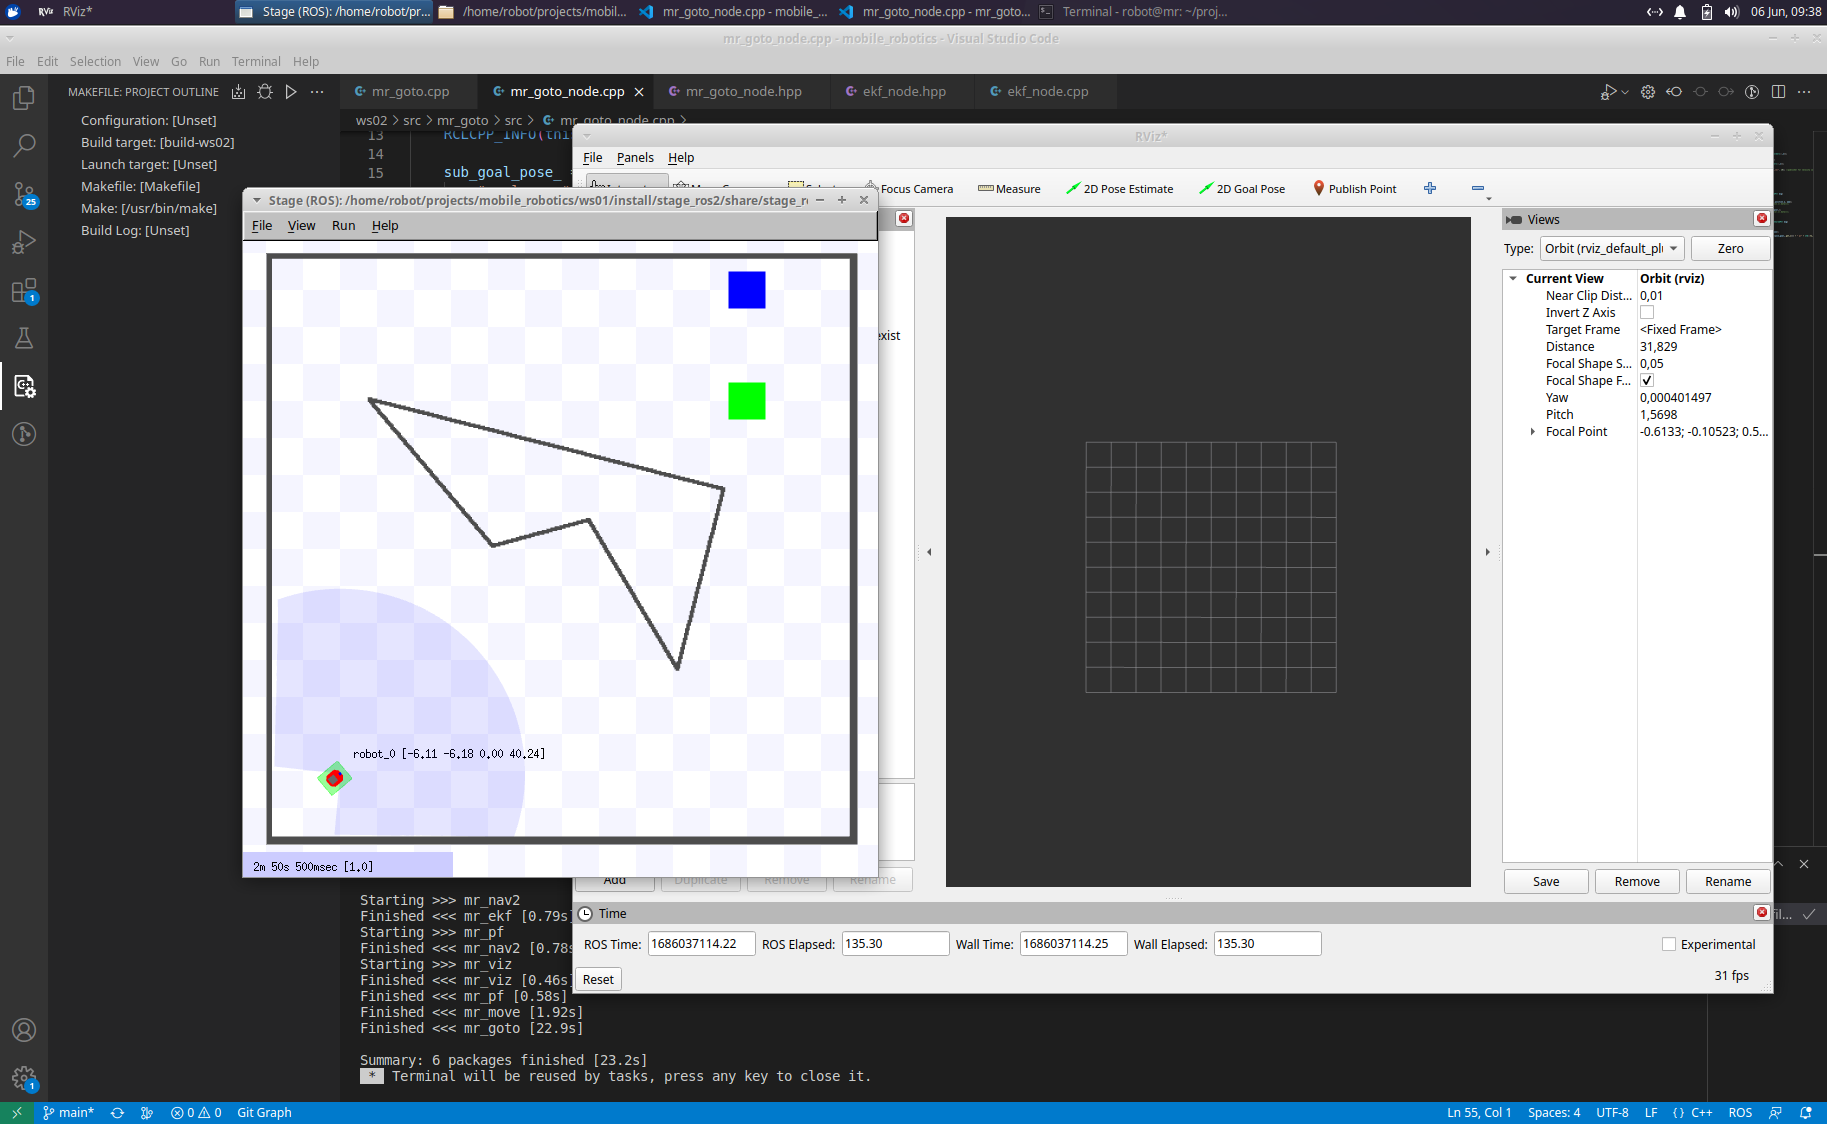 RViz RViz*
Stage (ROS): /home/robot/pr...
/home/robot/projects/mobil...
mr_goto_node.cpp - mobile_...
mr_goto_node.cpp - mr_goto...
Terminal - robot@mr: ~/proj...
06 Jun, 09:38
mr_goto_node.cpp - mobile_robotics - Visual Studio Code
File Edit Selection View Go Run Terminal Help
MAKEFILE: PROJECT OUTLINE
mr_goto.cpp
mr_goto_node.cpp
mr_goto_node.hpp
ekf_node.hpp
ekf_node.cpp
Configuration: [Unset]
Build target: [build-ws02]
Launch target: [Unset]
Makefile: [Makefile]
Make: [/usr/bin/make]
Build Log: [Unset]
25
1
1
ws02 > src > mr_goto > src > mr_goto_node.cpp >
13 RCLCPP_INFO(thi
14
15 sub_goal_pose_ =
RViz*
File Panels Help
Focus Camera Measure 2D Pose Estimate 2D Goal Pose Publish Point
Stage (ROS): /home/robot/projects/mobile_robotics/ws01/install/stage_ros2/share/stage_r
File View Run Help
robot_0 [-6.11 -6.18 0.00 40.24]
2m 50s 500msec [1.0]
exist
Views
Type: Orbit (rviz_default_pl Zero
Current View Orbit (rviz)
Near Clip Dist... 0,01
Invert Z Axis
Target Frame <Fixed Frame>
Distance 31,829
Focal Shape S... 0,05
Focal Shape F...
Yaw 0,000401497
Pitch 1,5698
Focal Point -0.6133; -0.10523; 0.5...
Save Remove Rename
Add Duplicate Remove Rename
Time
ROS Time: 1686037114.22 ROS Elapsed: 135.30 Wall Time: 1686037114.25 Wall Elapsed: 135.30
Experimental
Reset
31 fps
Starting >>> mr_nav2
Finished <<< mr_ekf [0.79s]
Starting >>> mr_pf
Finished <<< mr_nav2 [0.78s
Starting >>> mr_viz
Finished <<< mr_viz [0.46s]
Finished <<< mr_pf [0.58s]
Finished <<< mr_move [1.92s]
Finished <<< mr_goto [22.9s]
Summary: 6 packages finished [23.2s]
* Terminal will be reused by tasks, press any key to close it.
main* 0 0 Git Graph
Ln 55, Col 1 Spaces: 4 UTF-8 LF {} C++ ROS